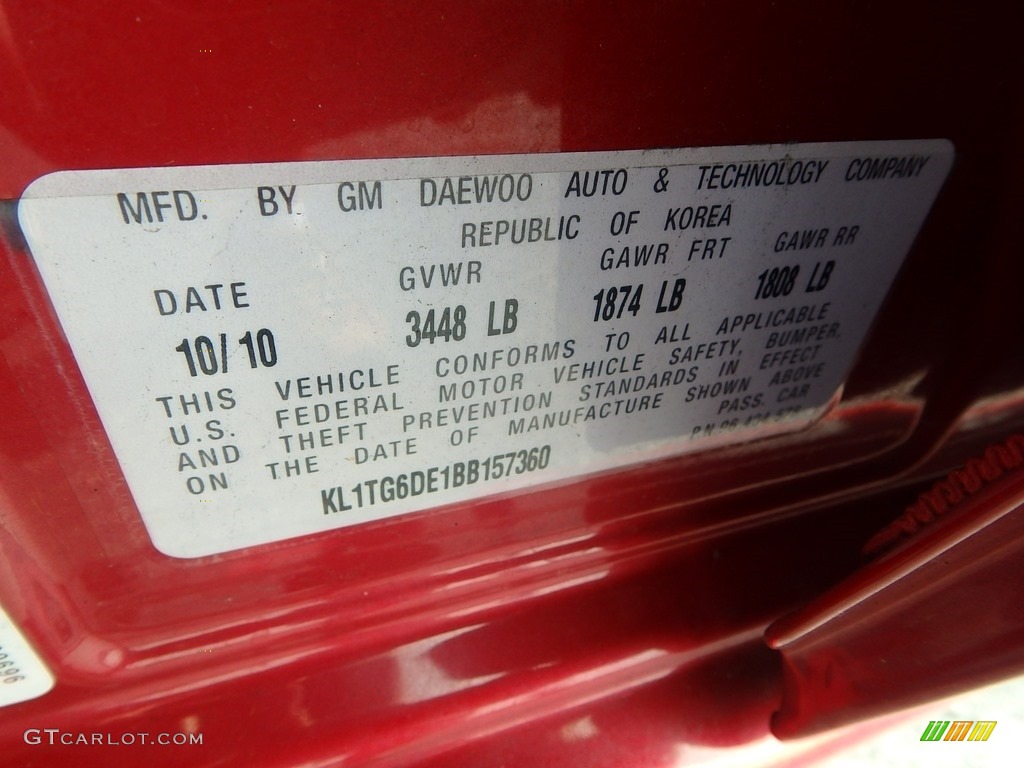 MFD. BY GM DAEWOO AUTO & TECHNOLOGY COMPANY
REPUBLIC OF KOREA
DATE GVWR GAWR FRT GAWR RR
10/10 3448 LB 1874 LB 1808 LB
THIS VEHICLE CONFORMS TO ALL APPLICABLE
U.S. FEDERAL MOTOR VEHICLE SAFETY, BUMPER,
AND THEFT PREVENTION STANDARDS IN EFFECT
ON THE DATE OF MANUFACTURE SHOWN ABOVE
PASS. CAR
P.N.96
KL1TG6DE1BB157360
GTCARLOT.COM